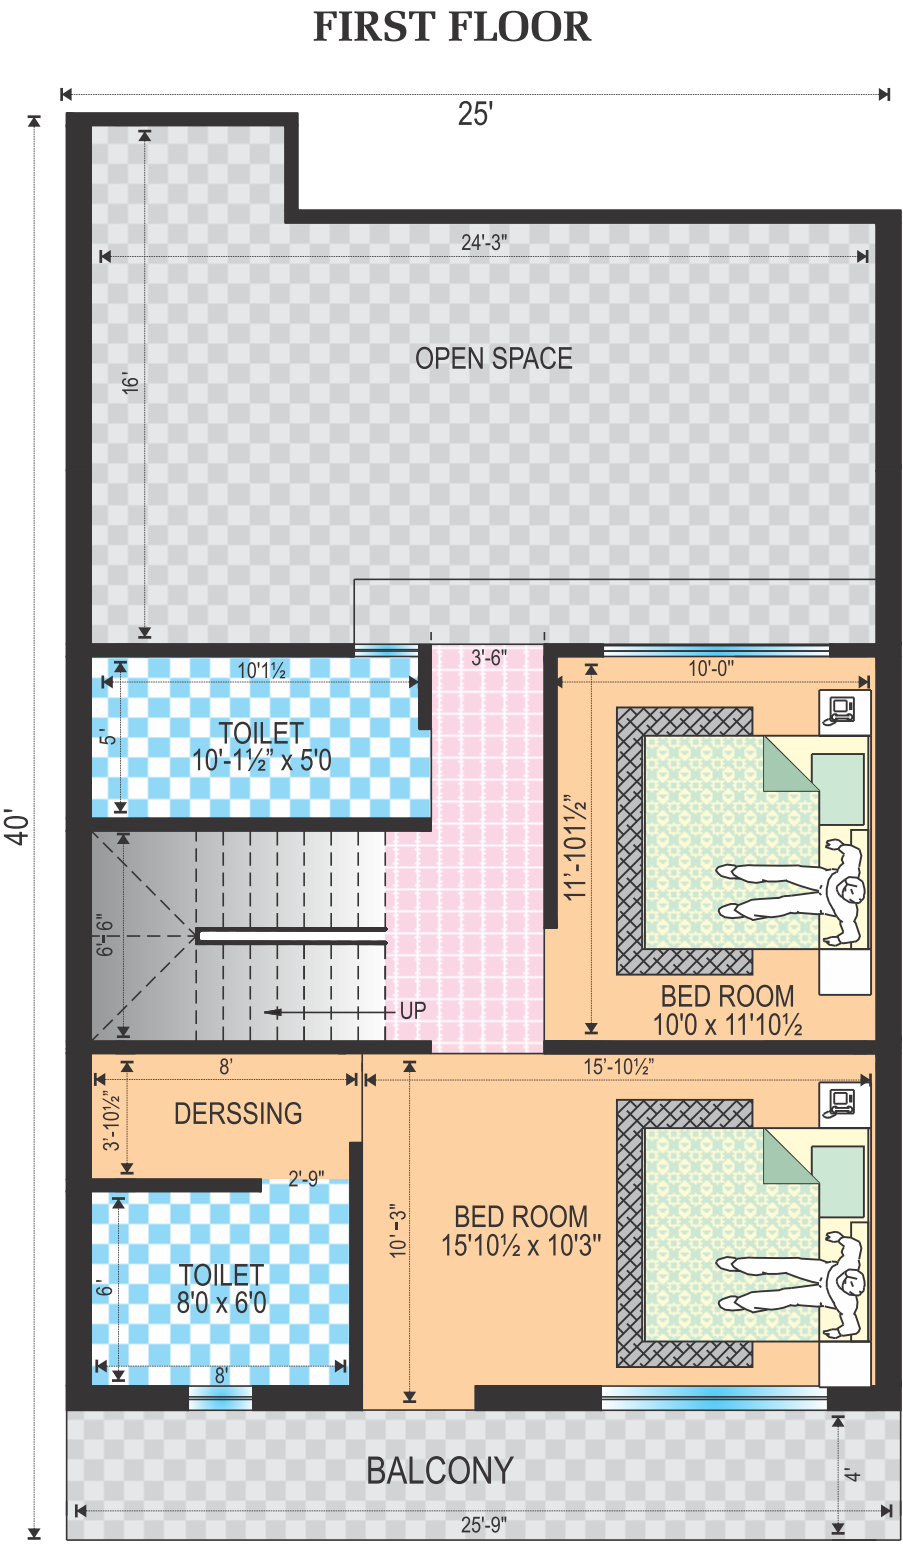 FIRST FLOOR
25'
40'
24'-3"
16'
OPEN SPACE
10'1½
3'-6"
10'-0"
5'
TOILET
10'-1½” x 5'0
11’-101½”
6'-6"
UP
BED ROOM
10'0 x 11'10½
8'
15’-10½”
3’-10½”
DERSSING
2'-9"
10'-3"
BED ROOM
15'10½ x 10'3"
6'
TOILET
8'0 x 6'0
8'
BALCONY
4'
25'-9"